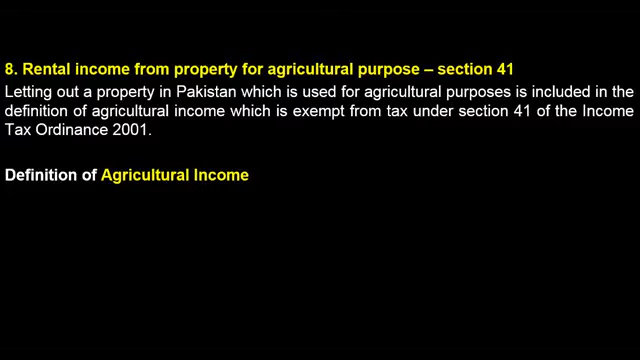 8. Rental income from property for agricultural purpose – section 41
Letting out a property in Pakistan which is used for agricultural purposes is included in the
definition of agricultural income which is exempt from tax under section 41 of the Income
Tax Ordinance 2001.
Definition of Agricultural Income